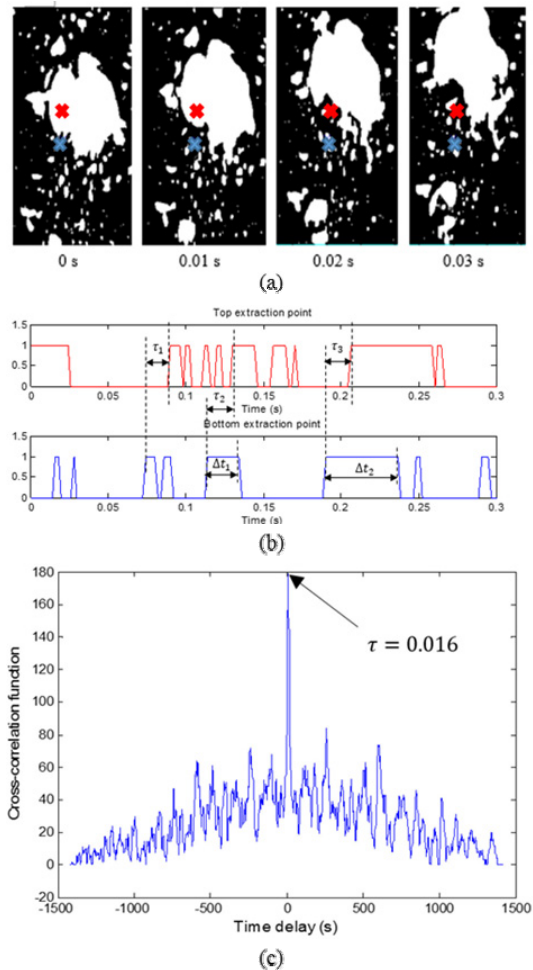 (a)
0 s 0.01 s 0.02 s 0.03 s
(a)
Top extraction point
1.5
1
0.5
0
τ₁ τ₂ τ₃
0 0.05 0.1 0.15 0.2 0.25 0.3
Time (s)
Bottom extraction point
1.5
1
0.5
0
Δt₁ Δt₂
0 0.05 0.1 0.15 0.2 0.25 0.3
Time (s)
(b)
180
160
140
120
100
80
60
40
20
0
-20
Cross-correlation function
τ = 0.016
-1500 -1000 -500 0 500 1000 1500
Time delay (s)
(c)